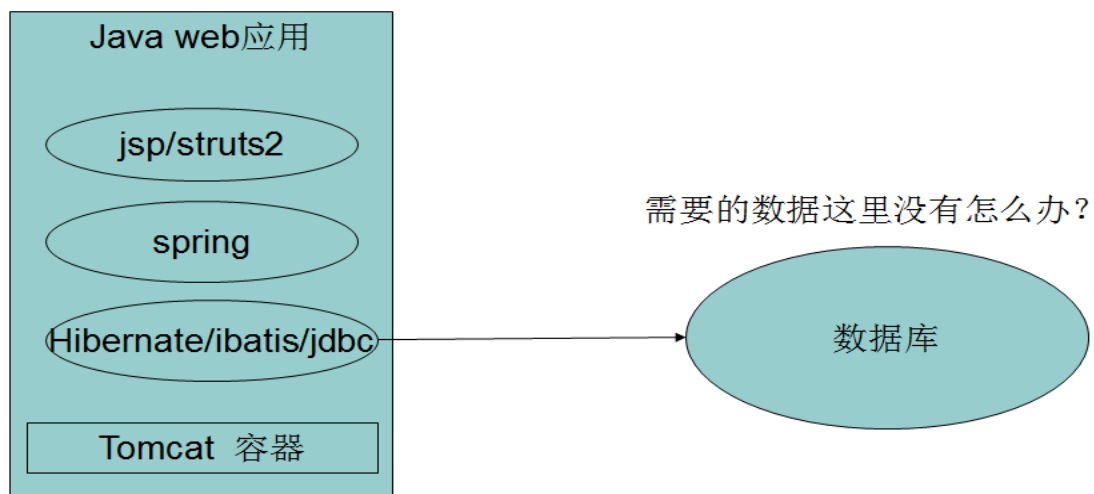 Java web应用
jsp/struts2
spring
Hibernate/ibatis/jdbc
Tomcat 容器
需要的数据这里没有怎么办?
数据库